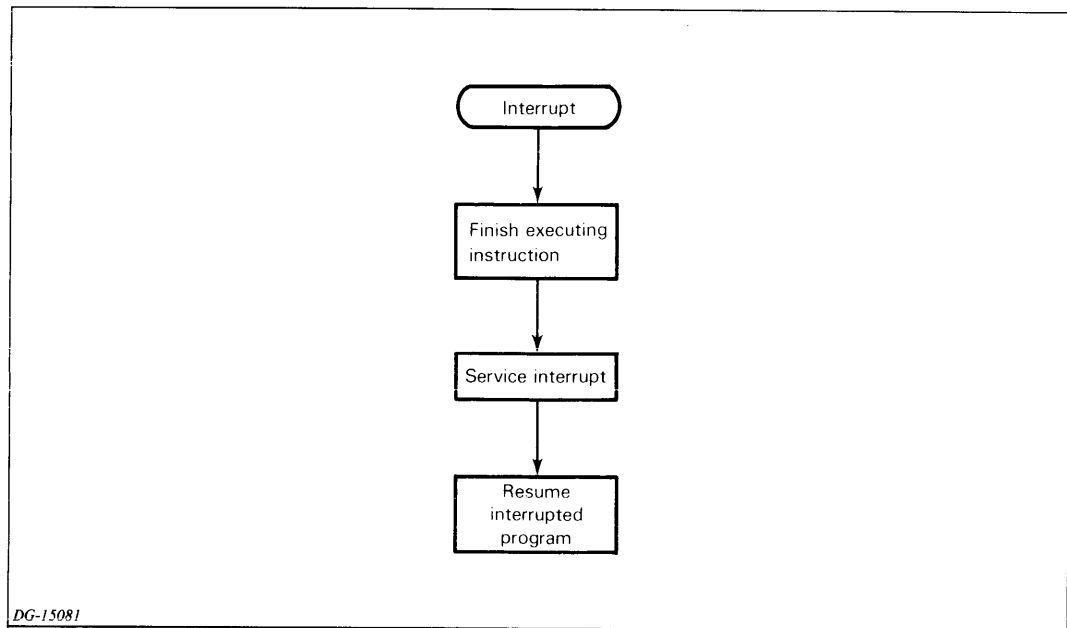 Interrupt
Finish executing
instruction
Service interrupt
Resume
interrupted
program
DG-15081